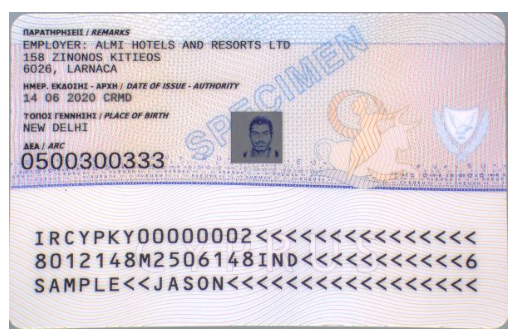 ΠΑΡΑΤΗΡΗΣΕΙΣ / REMARKS
EMPLOYER: ALMI HOTELS AND RESORTS LTD
158 ZINONOS KITIEOS
6026, LARNACA
ΗΜΕΡ. ΕΚΔΟΣΗΣ - ΑΡΧΗ / DATE OF ISSUE - AUTHORITY
14 06 2020 CRMD
ΤΟΠΟΣ ΓΕΝΝΗΣΗΣ / PLACE OF BIRTH
NEW DELHI
ΔΕΑ / ARC
0500300333
SPECIMEN
IRCYPKY00000002<<<<<<<<<<<<<<<
8012148M2506148IND<<<<<<<<<<<6
SAMPLE<<JASON<<<<<<<<<<<<<<<<<